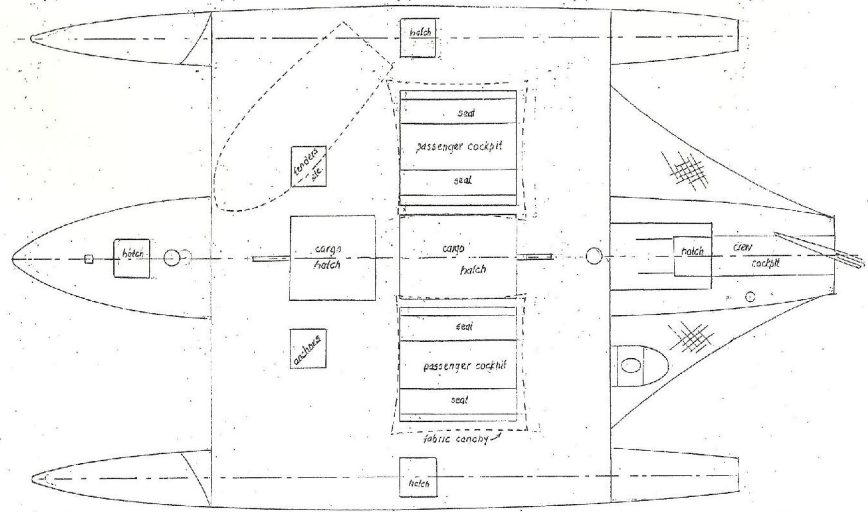 hatch
seat
passenger cockpit
seat
fenders
etc.
hatch
cargo
hatch
cargo
hatch
hatch
crew
cockpit
anchors
seat
passenger cockpit
seat
fabric canopy
hatch